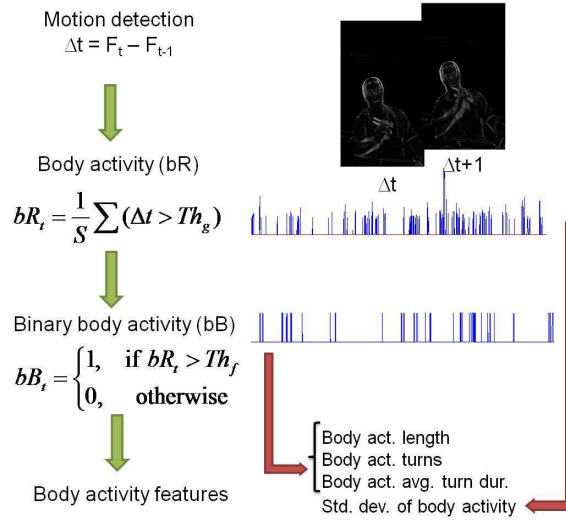 Motion detection
Δt = F_t – F_{t-1}
Δt
Δt+1
Body activity (bR)
bR_t = \frac{1}{S} ∑ (Δt > Th_g)
Binary body activity (bB)
bB_t = { 1, if bR_t > Th_f
0, otherwise
Body activity features
Body act. length
Body act. turns
Body act. avg. turn dur.
Std. dev. of body activity